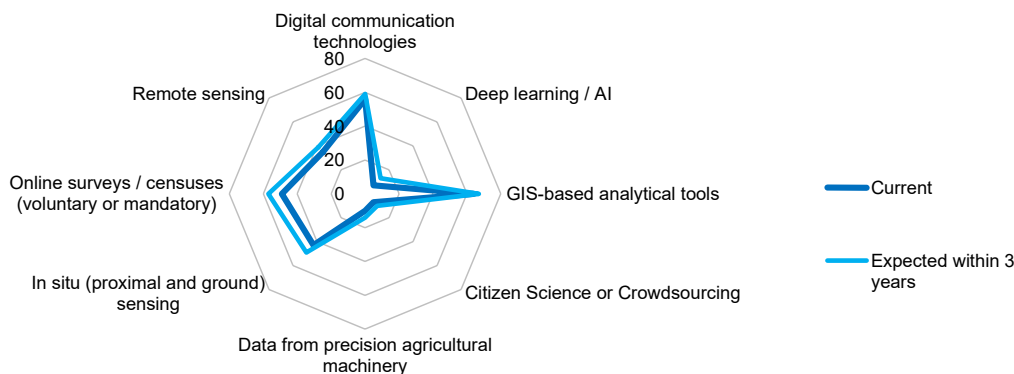 Digital communication
technologies
80
Remote sensing
Deep learning / AI
60
40
20
Online surveys / censuses
(voluntary or mandatory)
0
GIS-based analytical tools
Current
Expected within 3
years
In situ (proximal and ground)
sensing
Citizen Science or Crowdsourcing
Data from precision agricultural
machinery